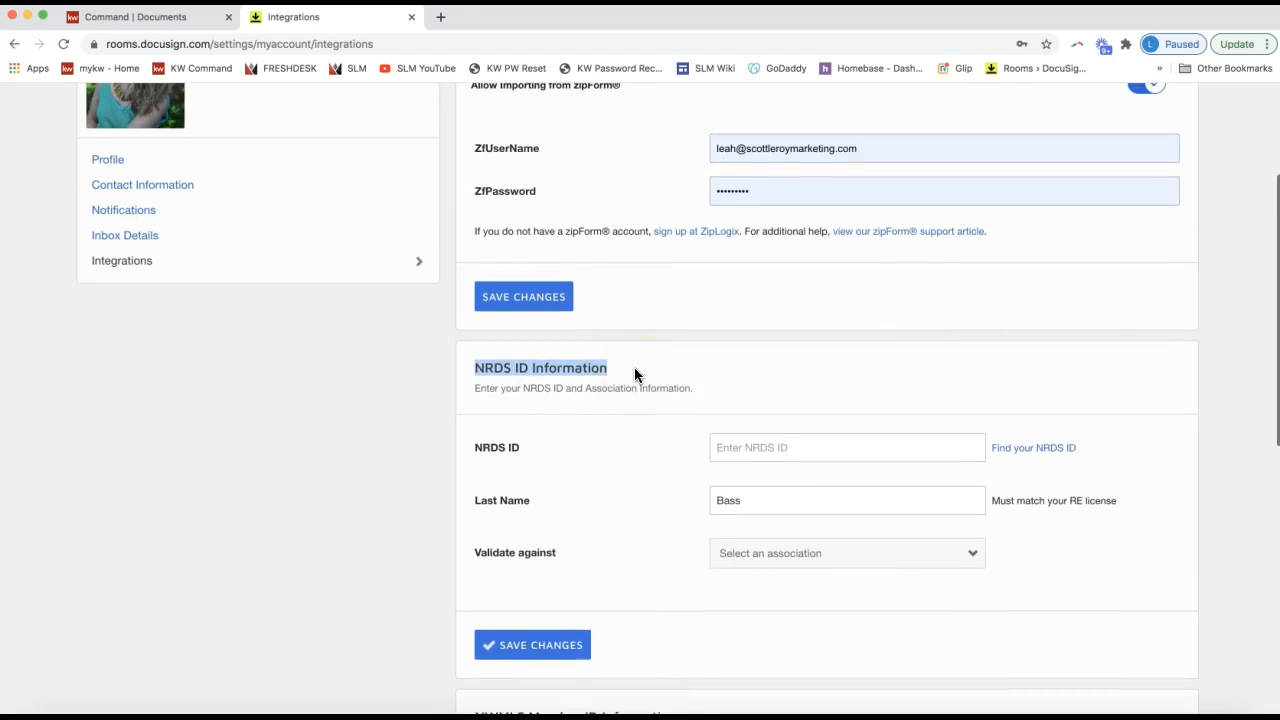 Command | Documents
Integrations
rooms.docusign.com/settings/myaccount/integrations
L Paused
Update
Apps
kw mykw - Home
kw KW Command
FRESHDESK
SLM
SLM YouTube
KW PW Reset
KW Password Rec...
SLM Wiki
GoDaddy
h Homebase - Dash...
Glip
Rooms › DocuSig...
»
Other Bookmarks
Allow Importing from zipForm®
Profile
Contact Information
Notifications
Inbox Details
Integrations
ZfUserName
leah@scottleroymarketing.com
ZfPassword
•••••••••
If you do not have a zipForm® account, sign up at ZipLogix. For additional help, view our zipForm® support article.
SAVE CHANGES
NRDS ID Information
Enter your NRDS ID and Association Information.
NRDS ID
Enter NRDS ID
Find your NRDS ID
Last Name
Bass
Must match your RE license
Validate against
Select an association
SAVE CHANGES